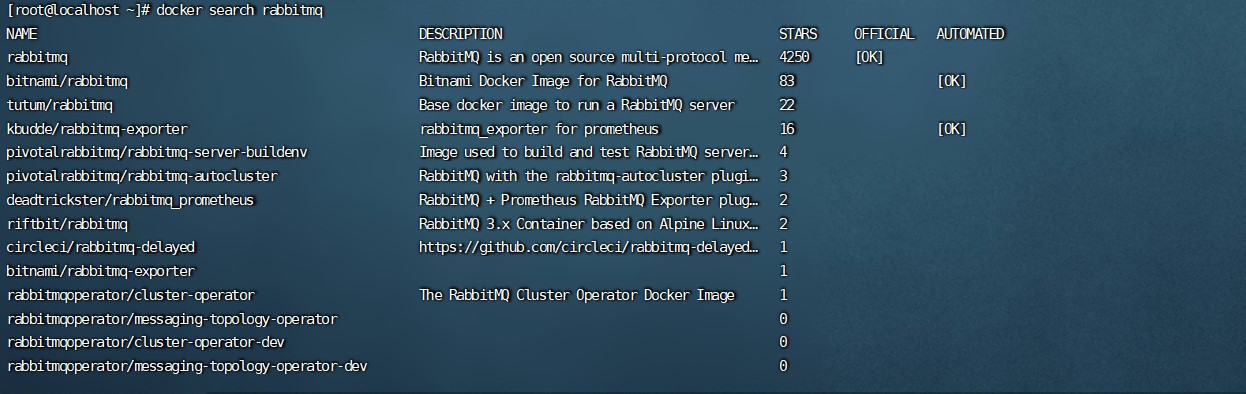 [root@localhost ~]# docker search rabbitmq
NAME DESCRIPTION STARS OFFICIAL AUTOMATED
rabbitmq RabbitMQ is an open source multi-protocol me… 4250 [OK]
bitnami/rabbitmq Bitnami Docker Image for RabbitMQ 83 [OK]
tutum/rabbitmq Base docker image to run a RabbitMQ server 22
kbudde/rabbitmq-exporter rabbitmq_exporter for prometheus 16 [OK]
pivotalrabbitmq/rabbitmq-server-buildenv Image used to build and test RabbitMQ server… 4
pivotalrabbitmq/rabbitmq-autocluster RabbitMQ with the rabbitmq-autocluster plugi… 3
deadtrickster/rabbitmq_prometheus RabbitMQ + Prometheus RabbitMQ Exporter plug… 2
riftbit/rabbitmq RabbitMQ 3.x Container based on Alpine Linux… 2
circleci/rabbitmq-delayed https://github.com/circleci/rabbitmq-delayed… 1
bitnami/rabbitmq-exporter 1
rabbitmqoperator/cluster-operator The RabbitMQ Cluster Operator Docker Image 1
rabbitmqoperator/messaging-topology-operator 0
rabbitmqoperator/cluster-operator-dev 0
rabbitmqoperator/messaging-topology-operator-dev 0